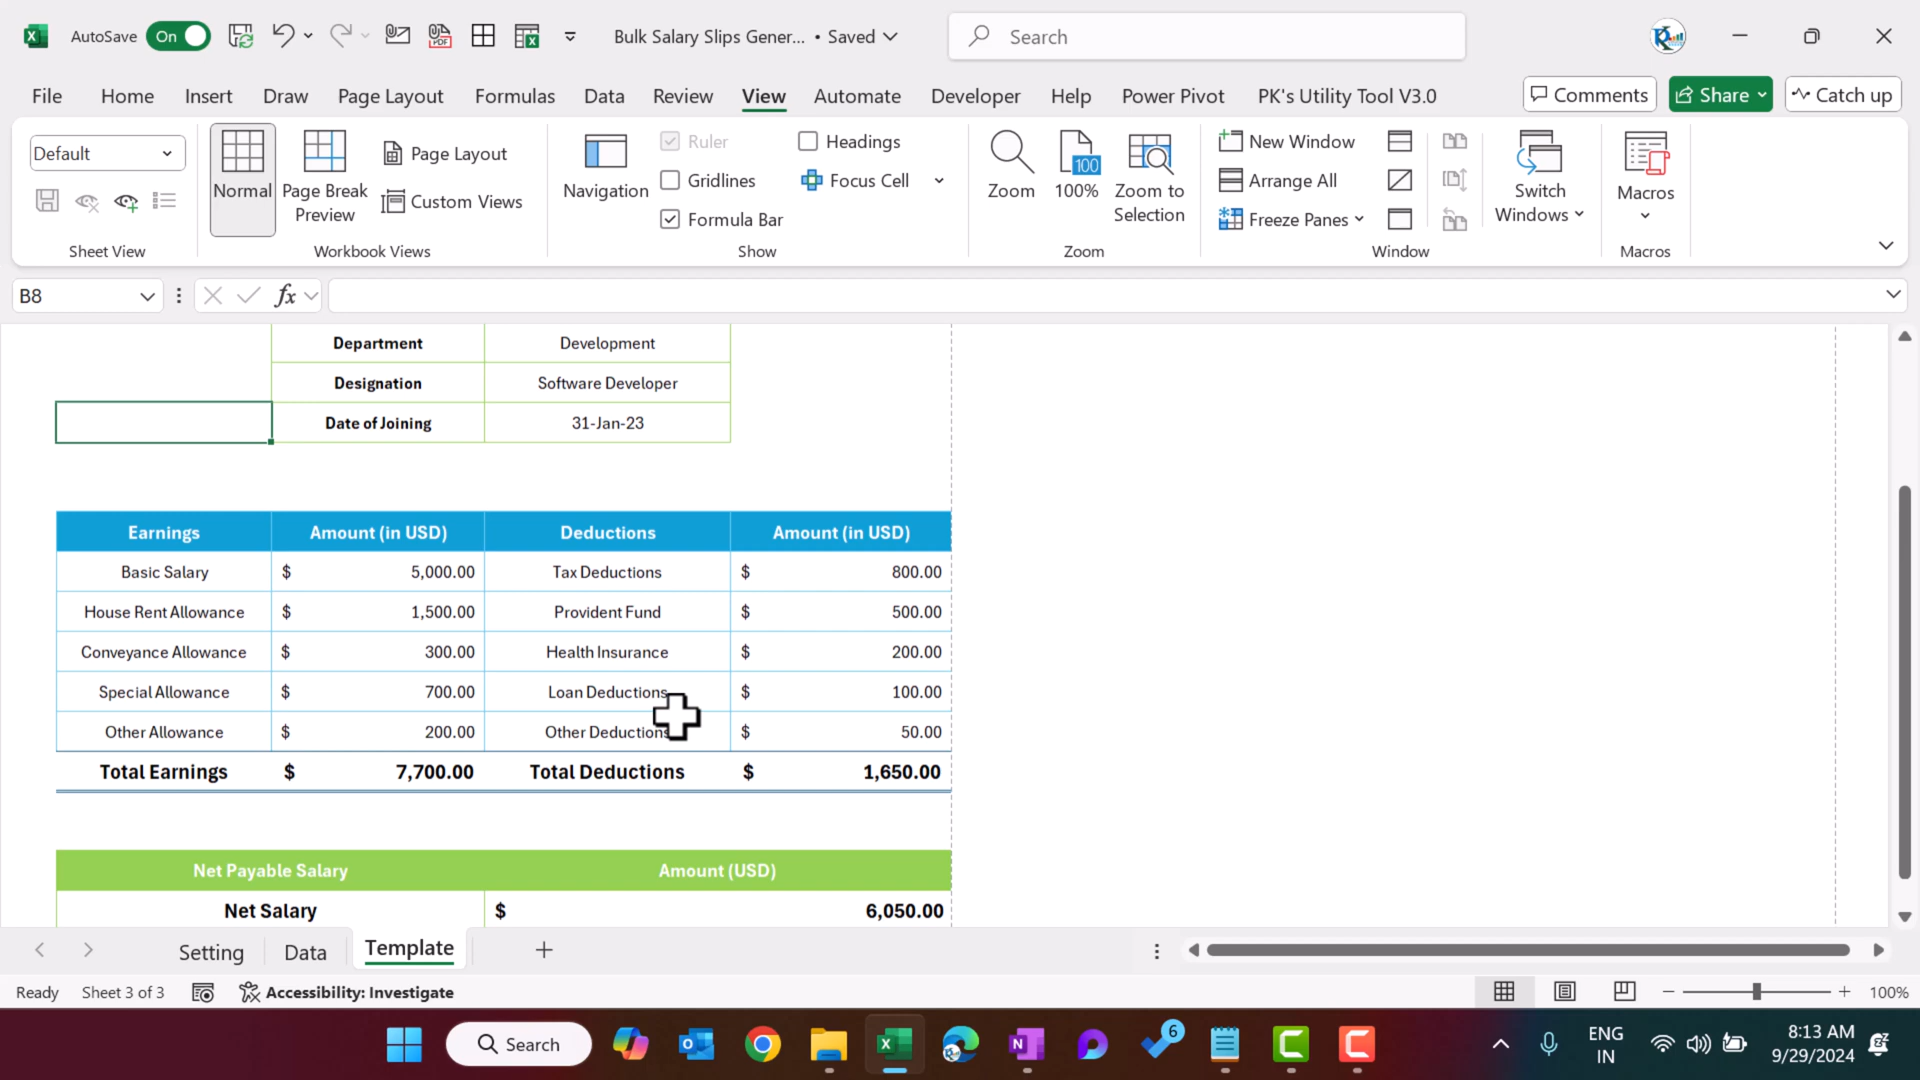 AutoSave On Bulk Salary Slips Gener... • Saved Search
File Home Insert Draw Page Layout Formulas Data Review View Automate Developer Help Power Pivot PK's Utility Tool V3.0 Comments Share Catch up
Default
Normal
Page Break Preview
Page Layout
Custom Views
Navigation
Ruler
Gridlines
Formula Bar
Headings
Focus Cell
Zoom
100
100%
Zoom to Selection
New Window
Arrange All
Freeze Panes
Switch Windows
Macros
Sheet View Workbook Views Show Zoom Window Macros
B8 fx
Department Development
Designation Software Developer
Date of Joining 31-Jan-23
Earnings Amount (in USD) Deductions Amount (in USD)
Basic Salary $ 5,000.00 Tax Deductions $ 800.00
House Rent Allowance $ 1,500.00 Provident Fund $ 500.00
Conveyance Allowance $ 300.00 Health Insurance $ 200.00
Special Allowance $ 700.00 Loan Deductions $ 100.00
Other Allowance $ 200.00 Other Deductions $ 50.00
Total Earnings $ 7,700.00 Total Deductions $ 1,650.00
Net Payable Salary Amount (USD)
Net Salary $ 6,050.00
Setting Data Template
Ready Sheet 3 of 3 Accessibility: Investigate 100%
Search 6 ENG IN 8:13 AM
9/29/2024